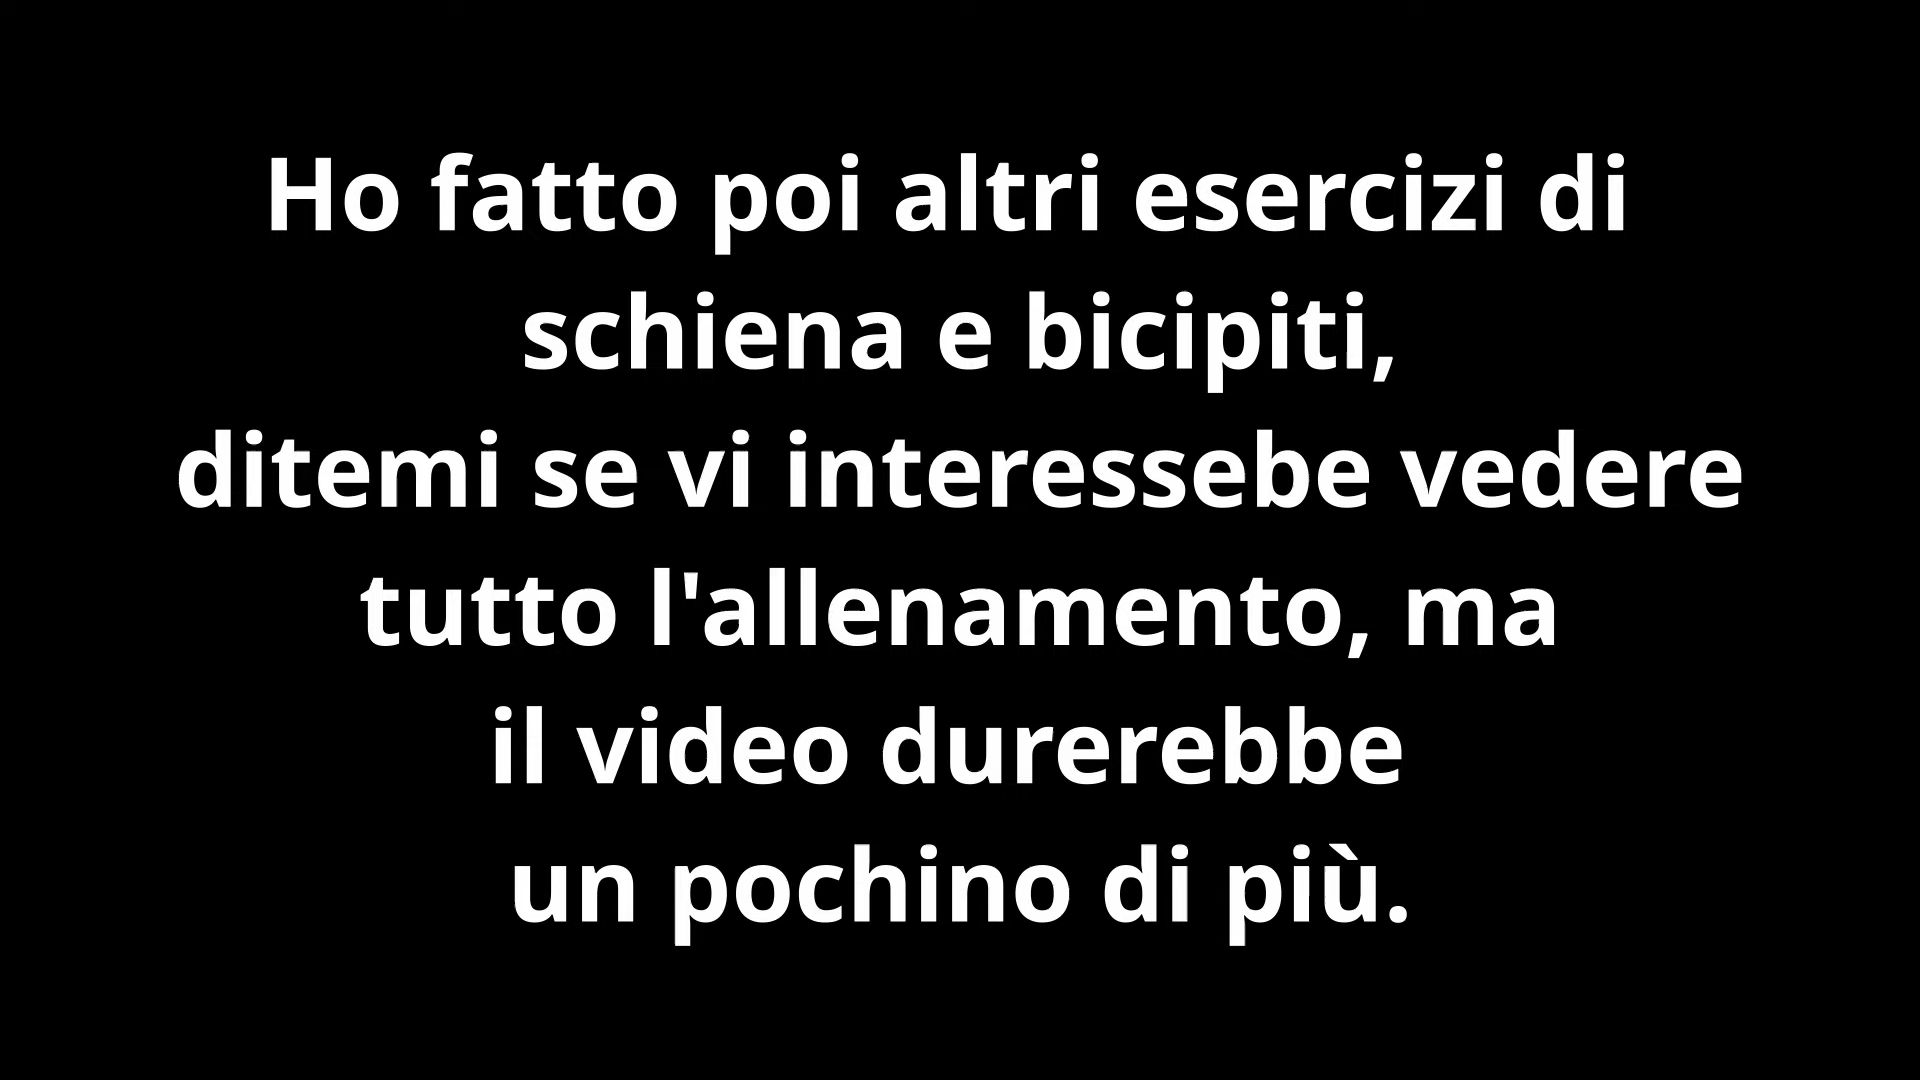 Ho fatto poi altri esercizi di
schiena e bicipiti,
ditemi se vi interessebe vedere
tutto l'allenamento, ma
il video durerebbe
un pochino di più.